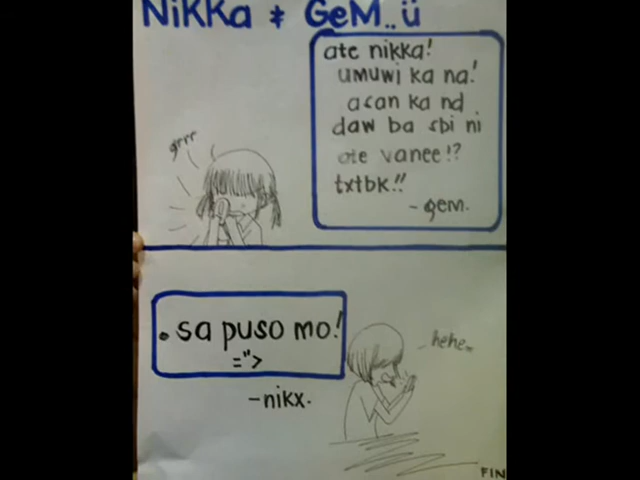 NiKKa & GeM..ü
ate nikka!
umuwi ka na!
asan ka nd
daw ba sbi ni
ate vanee!?
txtbk!!
- gem.
grrr
. sa puso mo!
="> 
-nikx.
hehe..
FIN